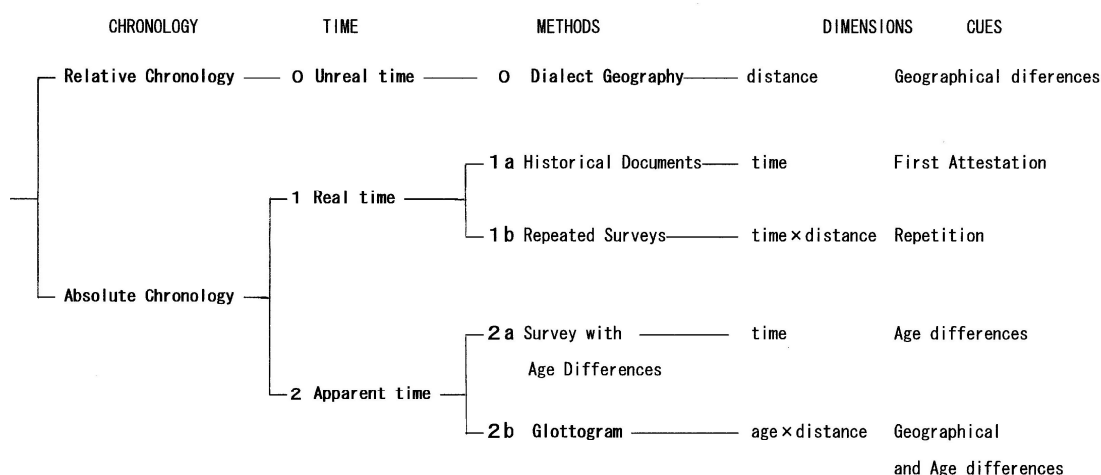 CHRONOLOGY TIME METHODS DIMENSIONS CUES
Relative Chronology 0 Unreal time 0 Dialect Geography distance Geographical diferences
1a Historical Documents time First Attestation
1 Real time
1b Repeated Surveys time×distance Repetition
Absolute Chronology
2a Survey with time Age differences
Age Differences
2 Apparent time
2b Glottogram age×distance Geographical
and Age differences